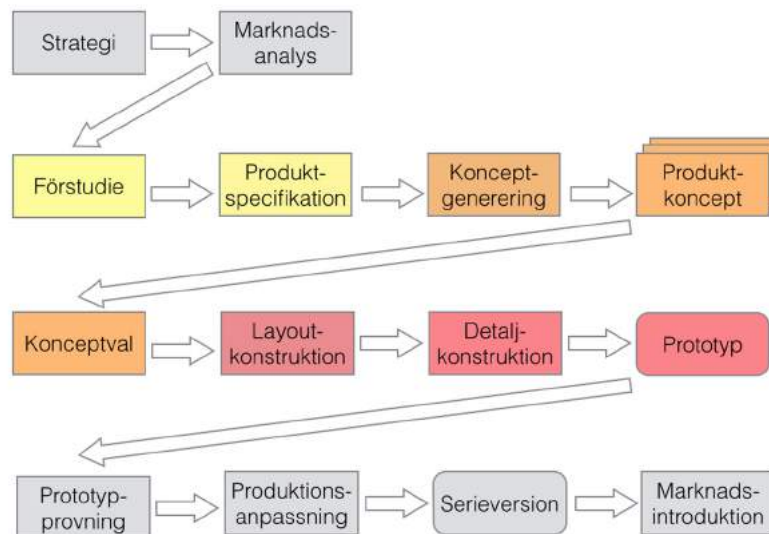 Strategi
Marknads-
analys
Förstudie
Produkt-
specifikation
Koncept-
generering
Produkt-
koncept
Konceptval
Layout-
konstruktion
Detalj-
konstruktion
Prototyp
Prototyp-
provning
Produktions-
anpassning
Serieversion
Marknads-
introduktion